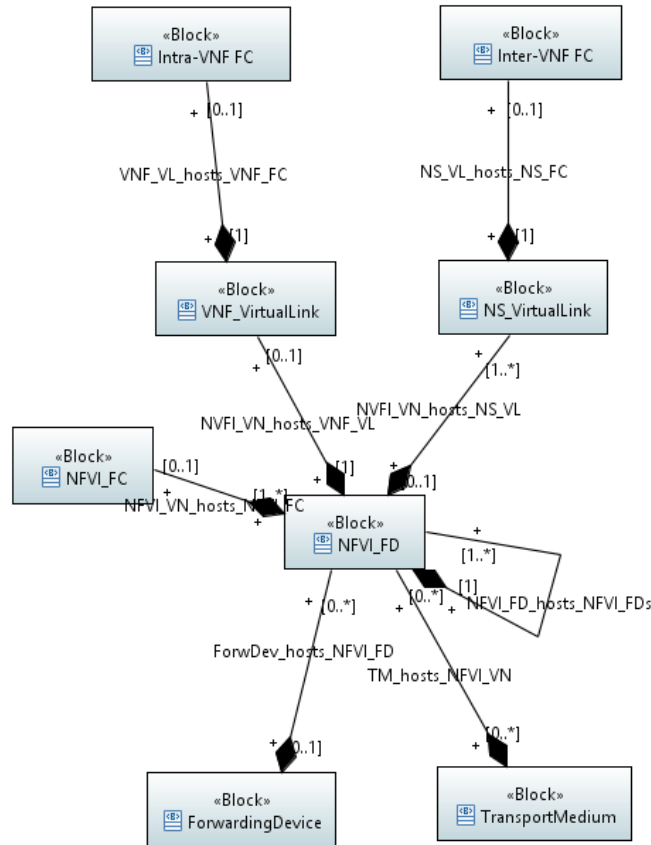 «Block»
Intra-VNF FC
«Block»
Inter-VNF FC
+ [0..1]
+ [0..1]
VNF_VL_hosts_VNF_FC
NS_VL_hosts_NS_FC
+ [1]
+ [1]
«Block»
VNF_VirtualLink
«Block»
NS_VirtualLink
[0..1]
+
+
[1..*]
NVFI_VN_hosts_VNF_VL
NVFI_VN_hosts_NS_VL
«Block»
NFVI_FC
[0..1]
+
[1]
+
+
[0..1]
NFVI_VN_hosts_NFVI_FC
[1..*]
+
«Block»
NFVI_FD
+
[1..*]
[1]
+
NFVI_FD_hosts_NFVI_FDs
+
[0..*]
[0..*]
+
ForwDev_hosts_NFVI_FD
TM_hosts_NFVI_VN
+
[0..1]
[0..*]
+
«Block»
ForwardingDevice
«Block»
TransportMedium